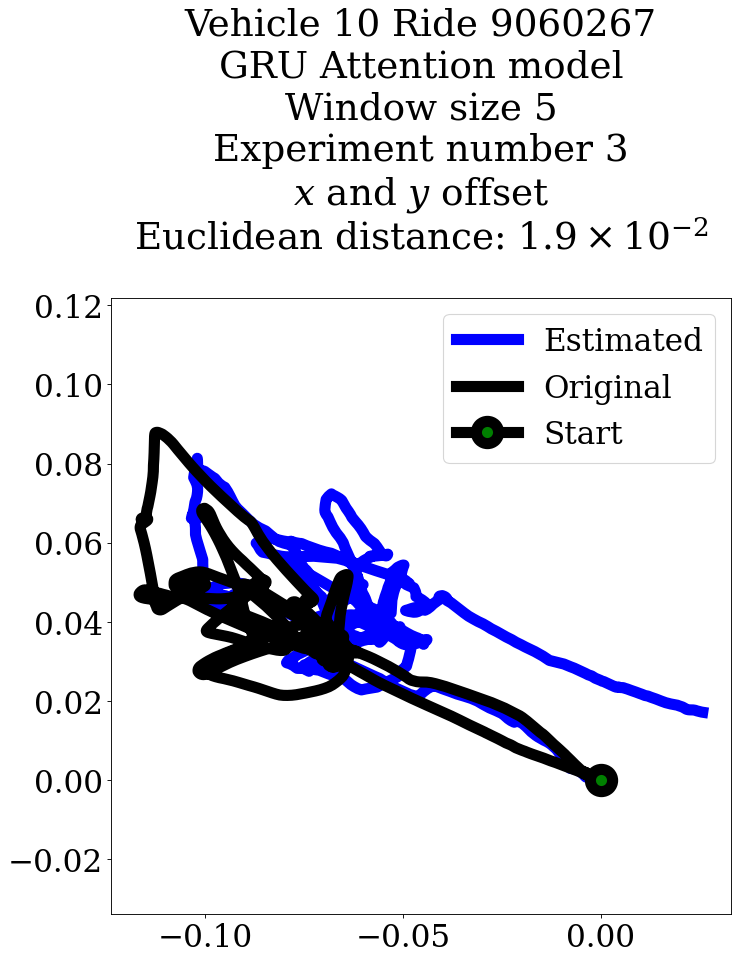 Vehicle 10 Ride 9060267
GRU Attention model
Window size 5
Experiment number 3
x and y offset
Euclidean distance: 1.9 × 10⁻²
Estimated
Original
Start
0.12
0.10
0.08
0.06
0.04
0.02
0.00
−0.02
−0.10
−0.05
0.00